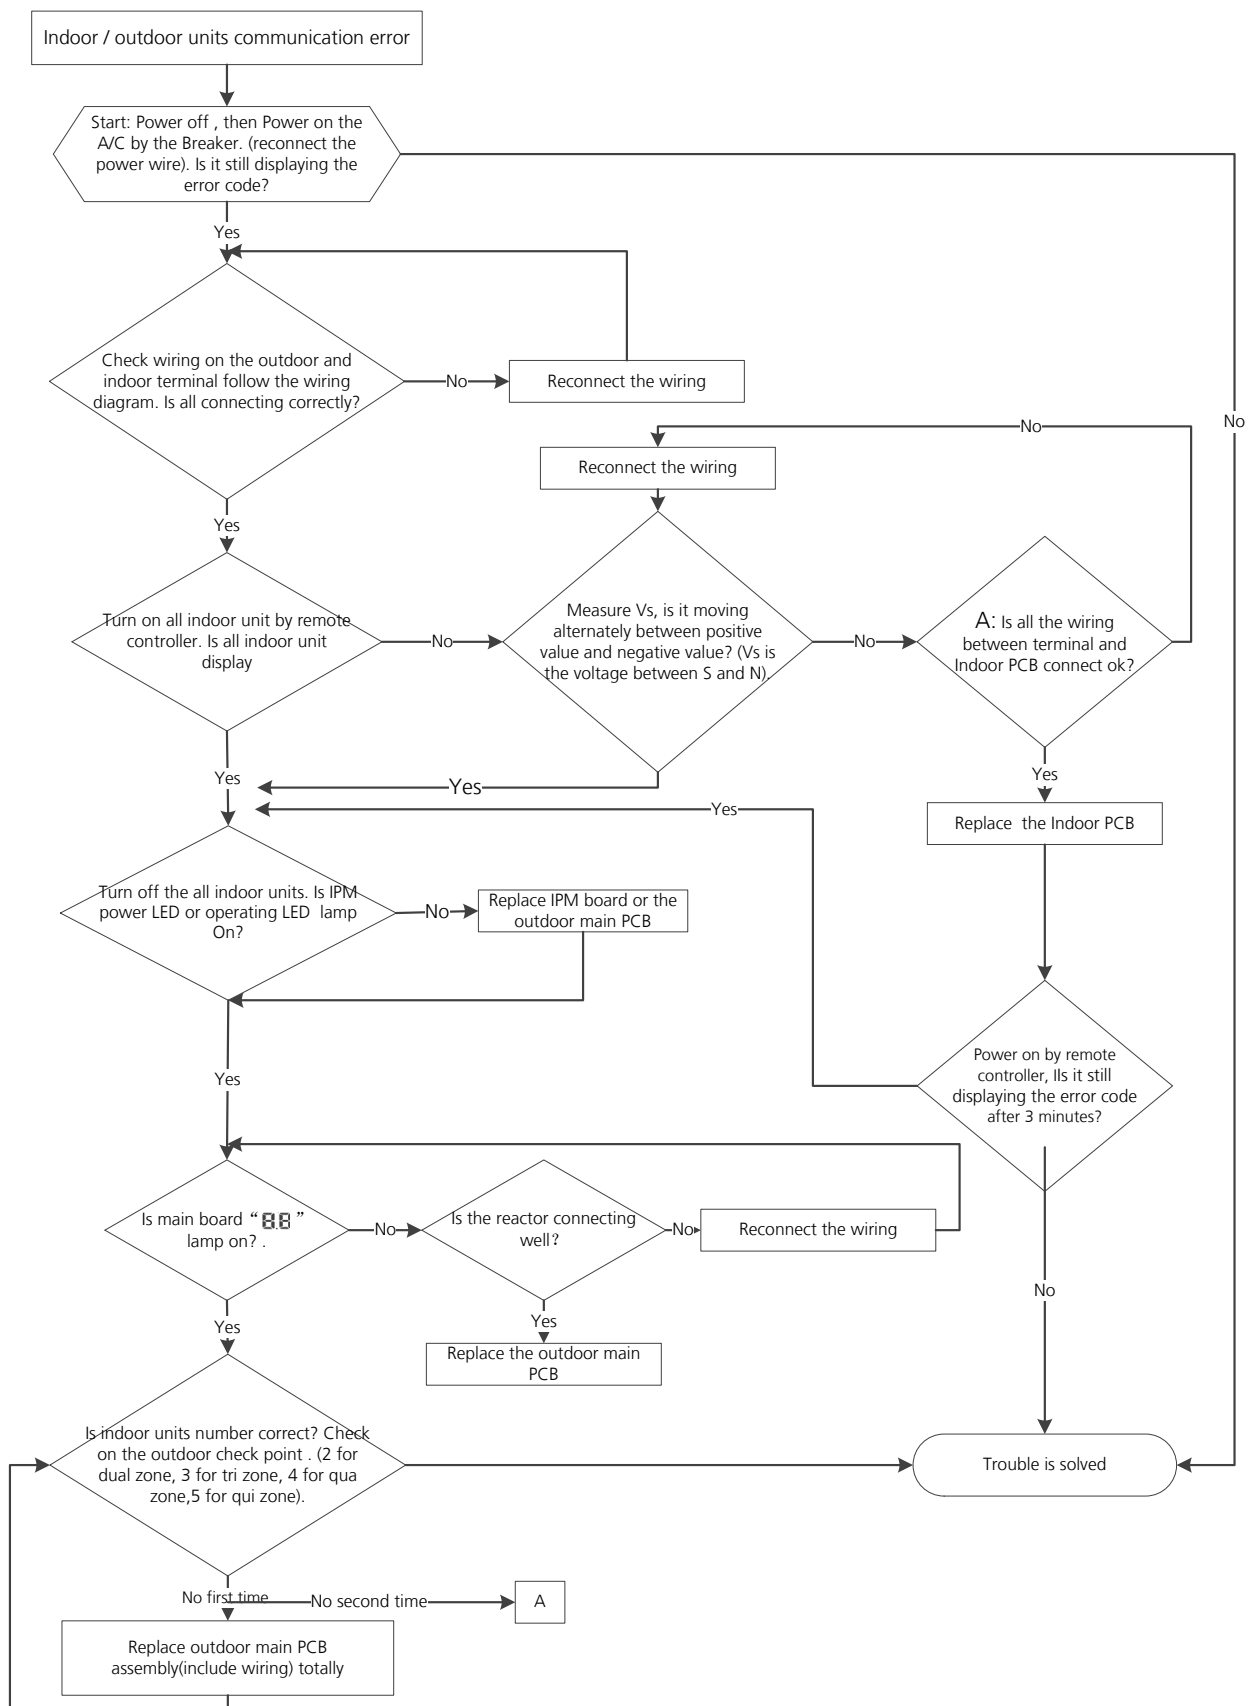 Indoor / outdoor units communication error
Start: Power off , then Power on the
A/C by the Breaker. (reconnect the
power wire). Is it still displaying the
error code?
Yes
Check wiring on the outdoor and
indoor terminal follow the wiring
diagram. Is all connecting correctly?
No
Reconnect the wiring
No
No
Reconnect the wiring
Yes
Turn on all indoor unit by remote
controller. Is all indoor unit
display
No
Measure Vs, is it moving
alternately between positive
value and negative value? (Vs is
the voltage between S and N).
No
A: Is all the wiring
between terminal and
Indoor PCB connect ok?
Yes
Yes
Yes
Yes
Replace the Indoor PCB
Turn off the all indoor units. Is IPM
power LED or operating LED lamp
On?
No
Replace IPM board or the
outdoor main PCB
Power on by remote
controller, IIs it still
displaying the error code
after 3 minutes?
Yes
Is main board “8.8”
lamp on? .
No
Is the reactor connecting
well?
No
Reconnect the wiring
No
Yes
Yes
Replace the outdoor main
PCB
Is indoor units number correct? Check
on the outdoor check point . (2 for
dual zone, 3 for tri zone, 4 for qua
zone,5 for qui zone).
Trouble is solved
No first time
No second time
A
Replace outdoor main PCB
assembly(include wiring) totally